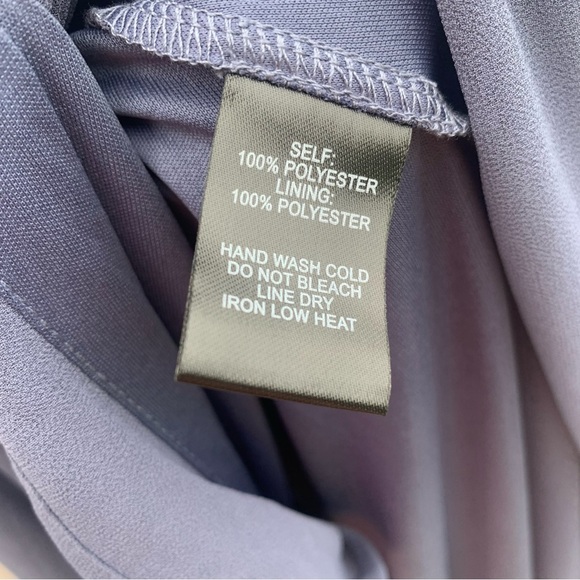 SELF:
100% POLYESTER
LINING:
100% POLYESTER
HAND WASH COLD
DO NOT BLEACH
LINE DRY
IRON LOW HEAT